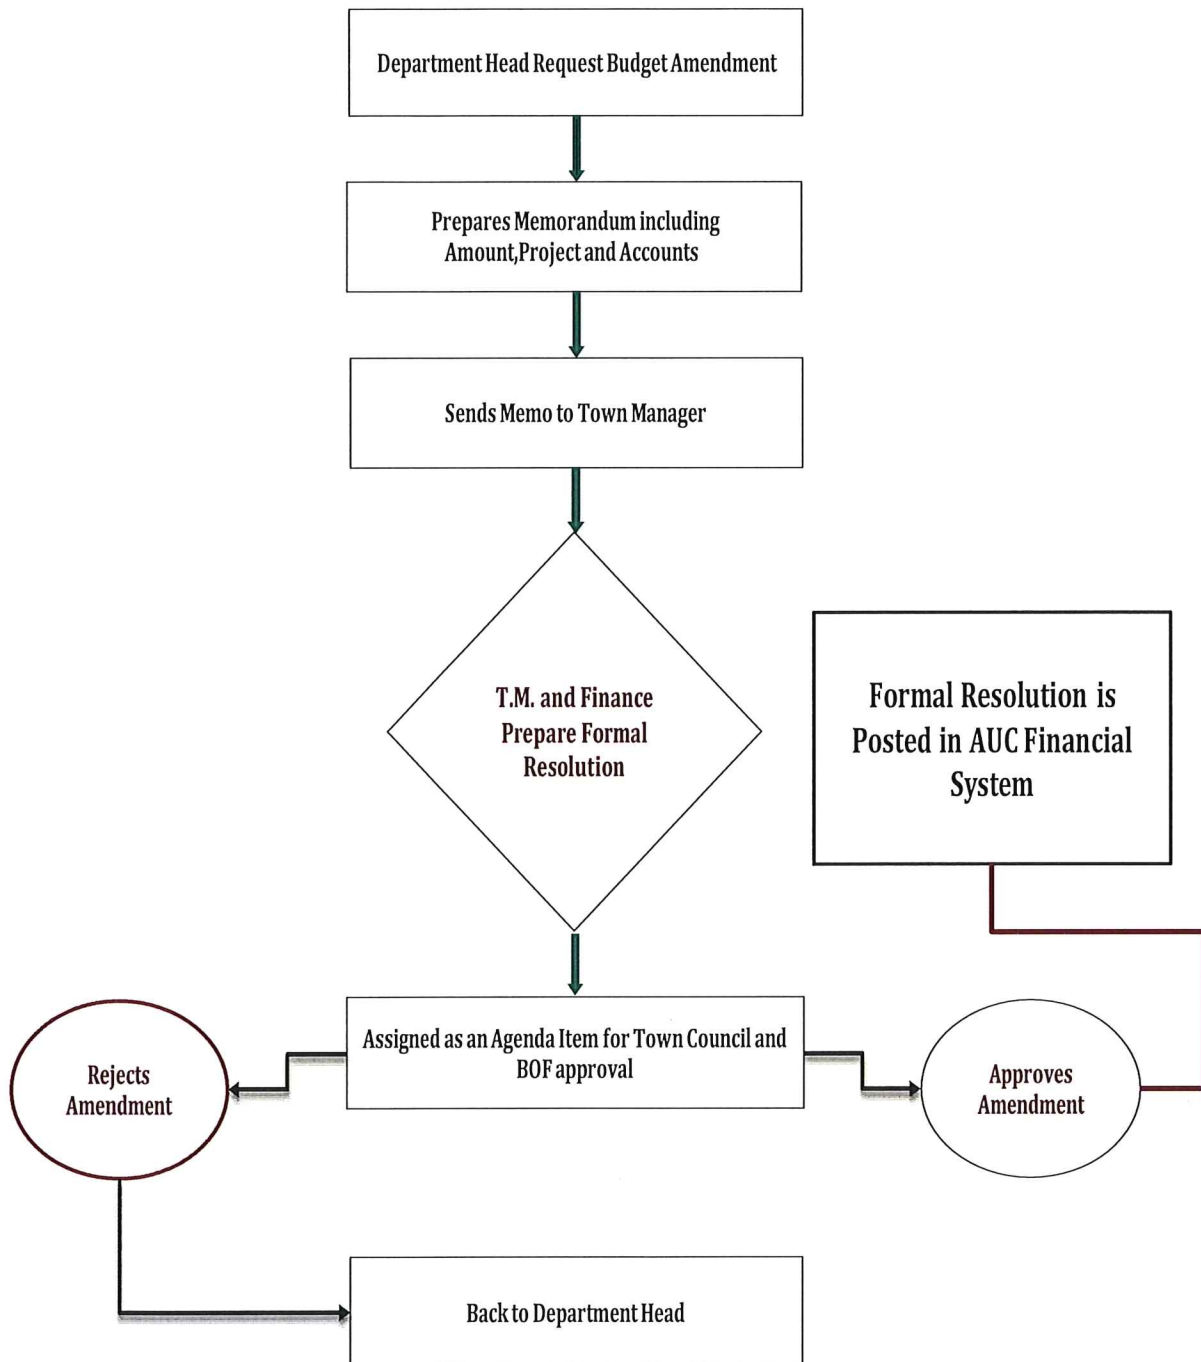 Department Head Request Budget Amendment
Prepares Memorandum including
Amount,Project and Accounts
Sends Memo to Town Manager
T.M. and Finance
Prepare Formal
Resolution
Formal Resolution is
Posted in AUC Financial
System
Assigned as an Agenda Item for Town Council and
BOF approval
Rejects
Amendment
Approves
Amendment
Back to Department Head